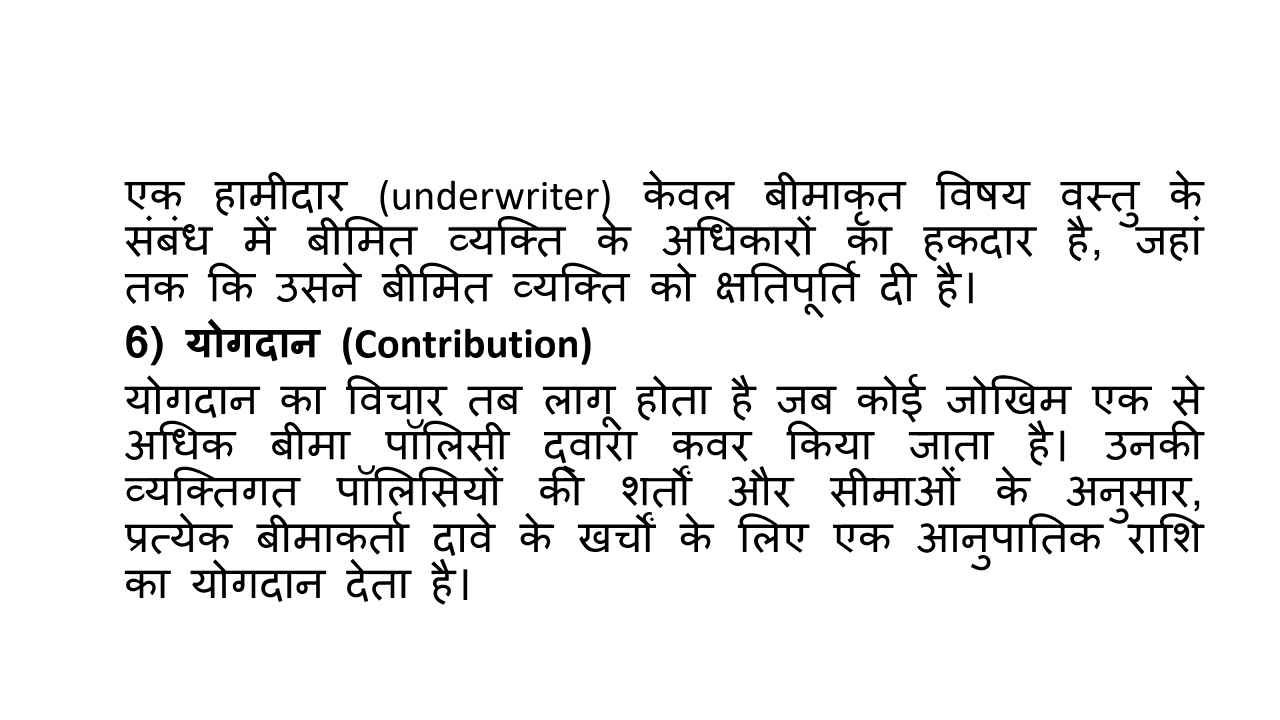 एक हामीदार (underwriter) केवल बीमाकृत विषय वस्तु के
संबंध में बीमित व्यक्ति के अधिकारों का हकदार है, जहां
तक कि उसने बीमित व्यक्ति को क्षतिपूर्ति दी है।
6) योगदान (Contribution)
योगदान का विचार तब लागू होता है जब कोई जोखिम एक से
अधिक बीमा पॉलिसी द्वारा कवर किया जाता है। उनकी
व्यक्तिगत पॉलिसियों की शर्तों और सीमाओं के अनुसार,
प्रत्येक बीमाकर्ता दावे के खर्चों के लिए एक आनुपातिक राशि
का योगदान देता है।